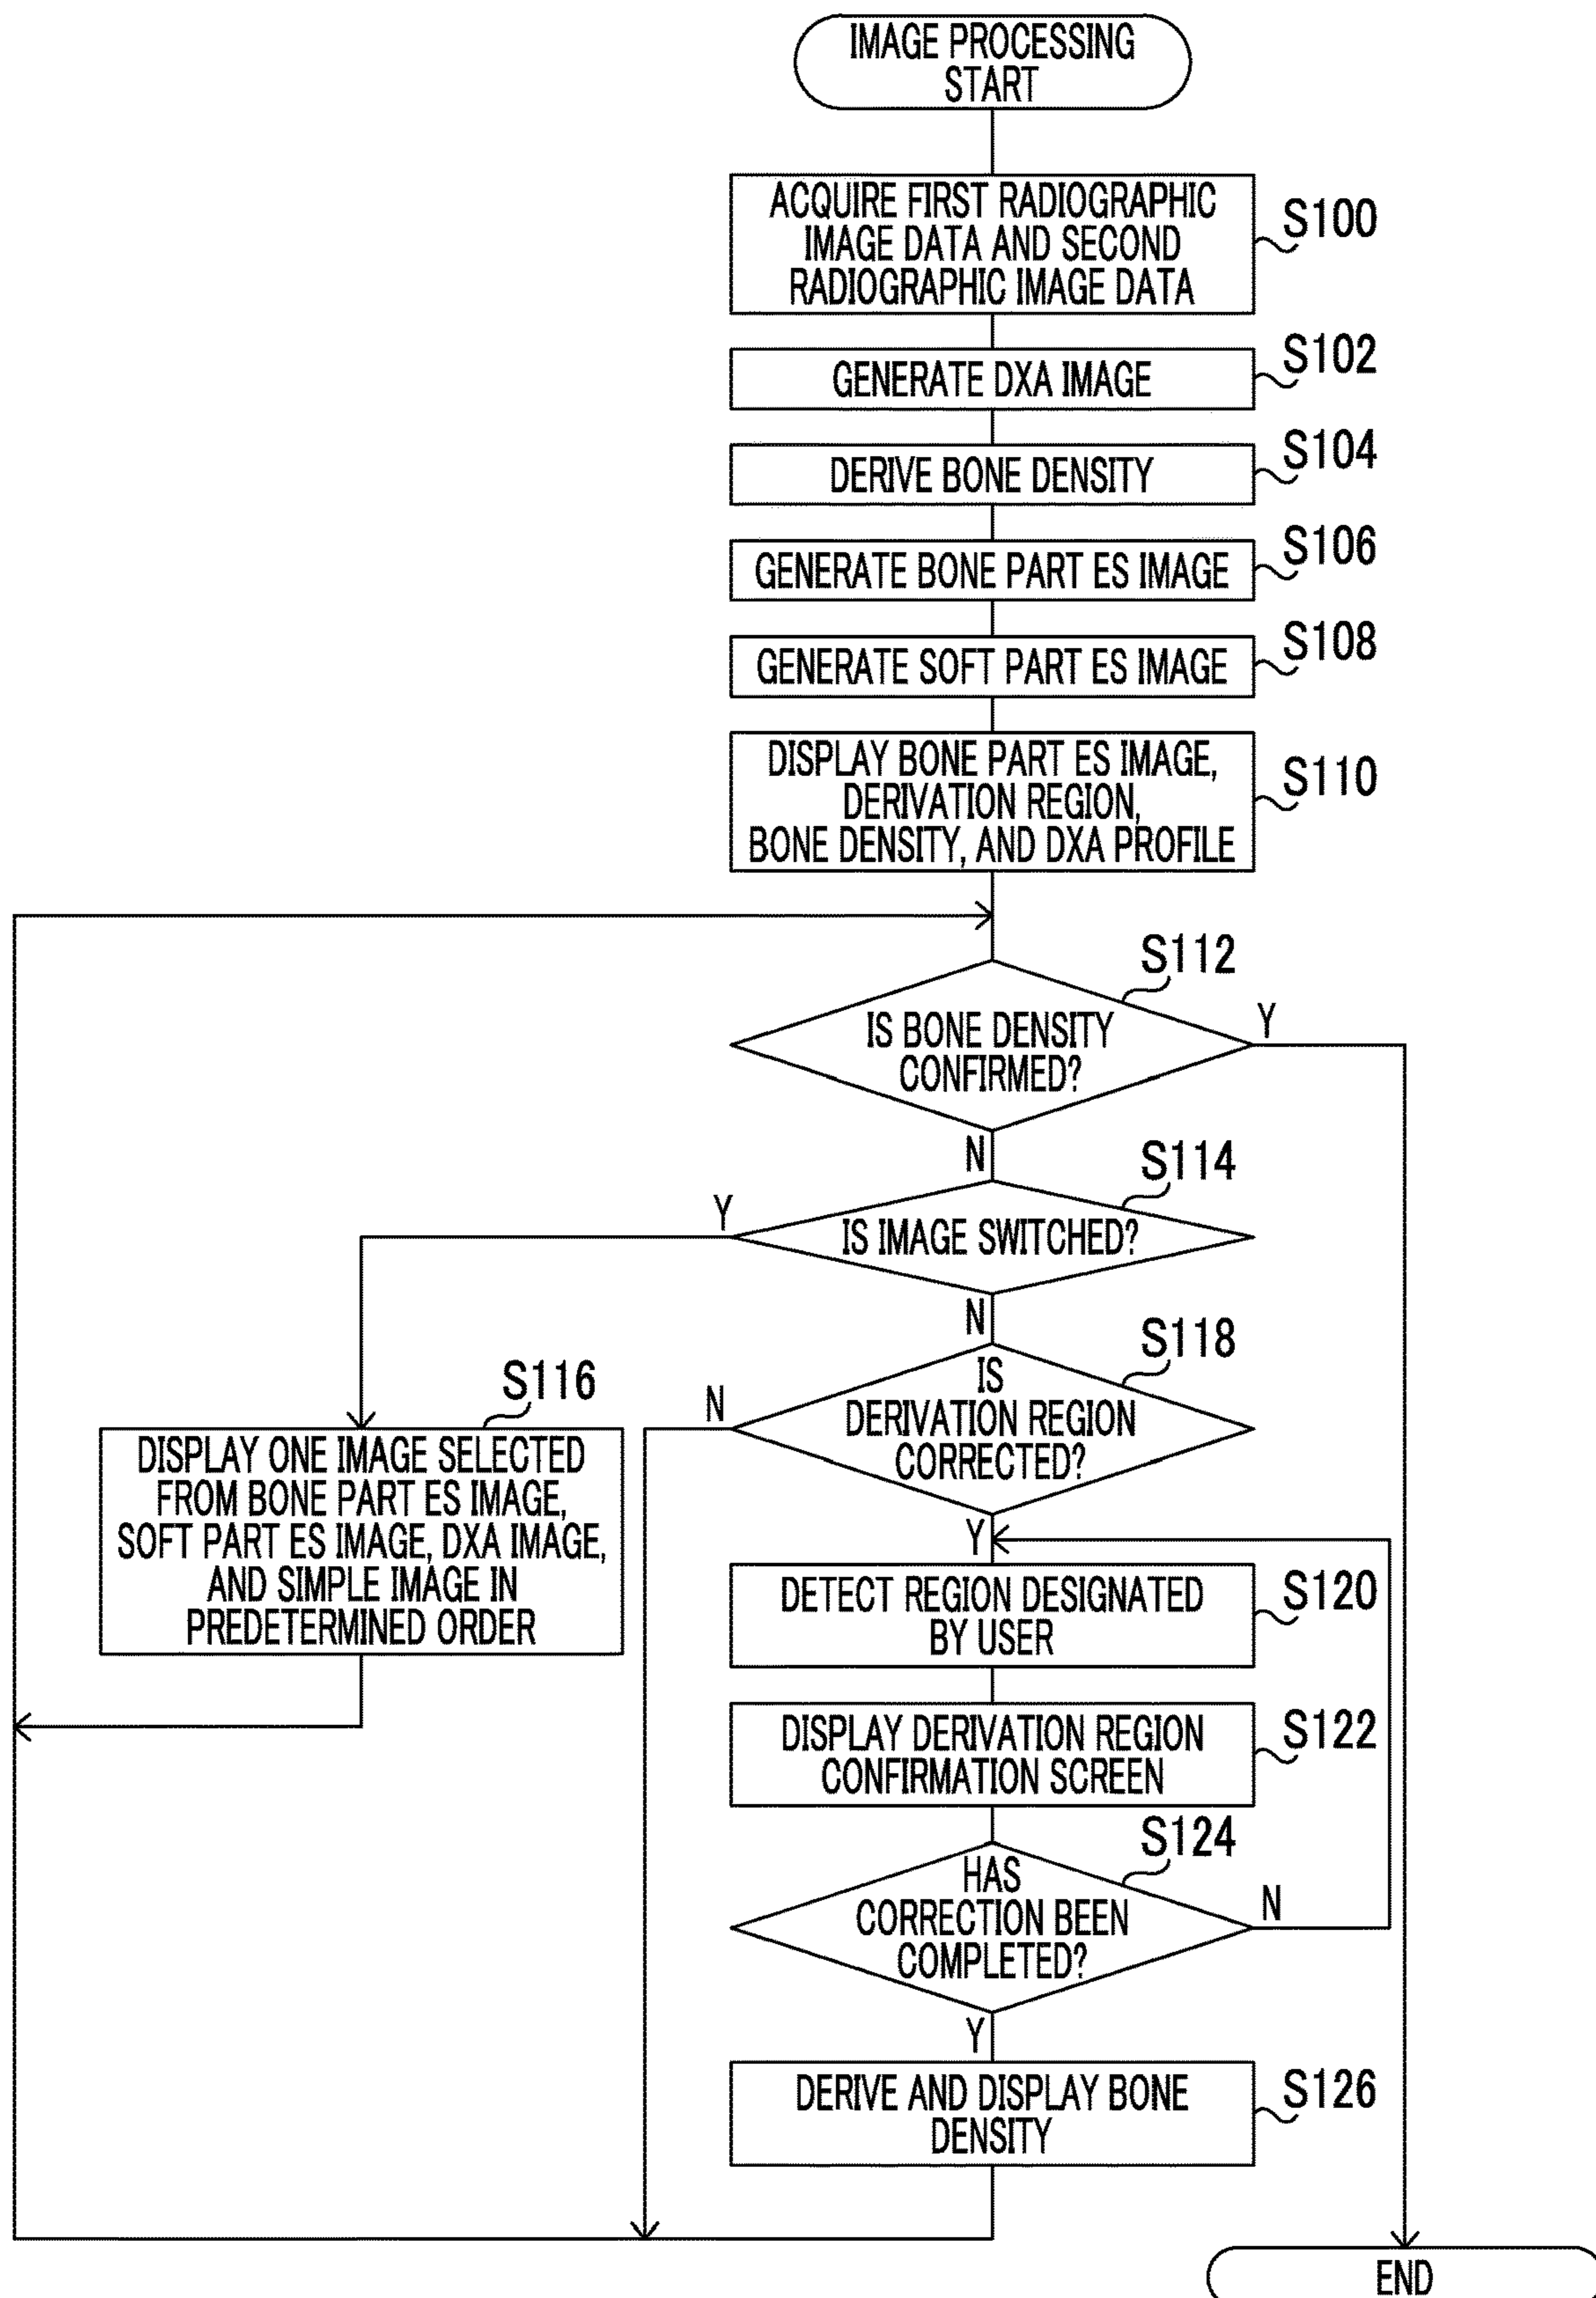 IMAGE PROCESSING
START
ACQUIRE FIRST RADIOGRAPHIC
IMAGE DATA AND SECOND
RADIOGRAPHIC IMAGE DATA
S100
GENERATE DXA IMAGE
S102
DERIVE BONE DENSITY
S104
GENERATE BONE PART ES IMAGE
S106
GENERATE SOFT PART ES IMAGE
S108
DISPLAY BONE PART ES IMAGE,
DERIVATION REGION,
BONE DENSITY, AND DXA PROFILE
S110
S112
IS BONE DENSITY
CONFIRMED?
Y
N
S114
IS IMAGE SWITCHED?
Y
N
S116
DISPLAY ONE IMAGE SELECTED
FROM BONE PART ES IMAGE,
SOFT PART ES IMAGE, DXA IMAGE,
AND SIMPLE IMAGE IN
PREDETERMINED ORDER
S118
IS
DERIVATION REGION
CORRECTED?
N
Y
DETECT REGION DESIGNATED
BY USER
S120
DISPLAY DERIVATION REGION
CONFIRMATION SCREEN
S122
S124
HAS
CORRECTION BEEN
COMPLETED?
N
Y
DERIVE AND DISPLAY BONE
DENSITY
S126
END